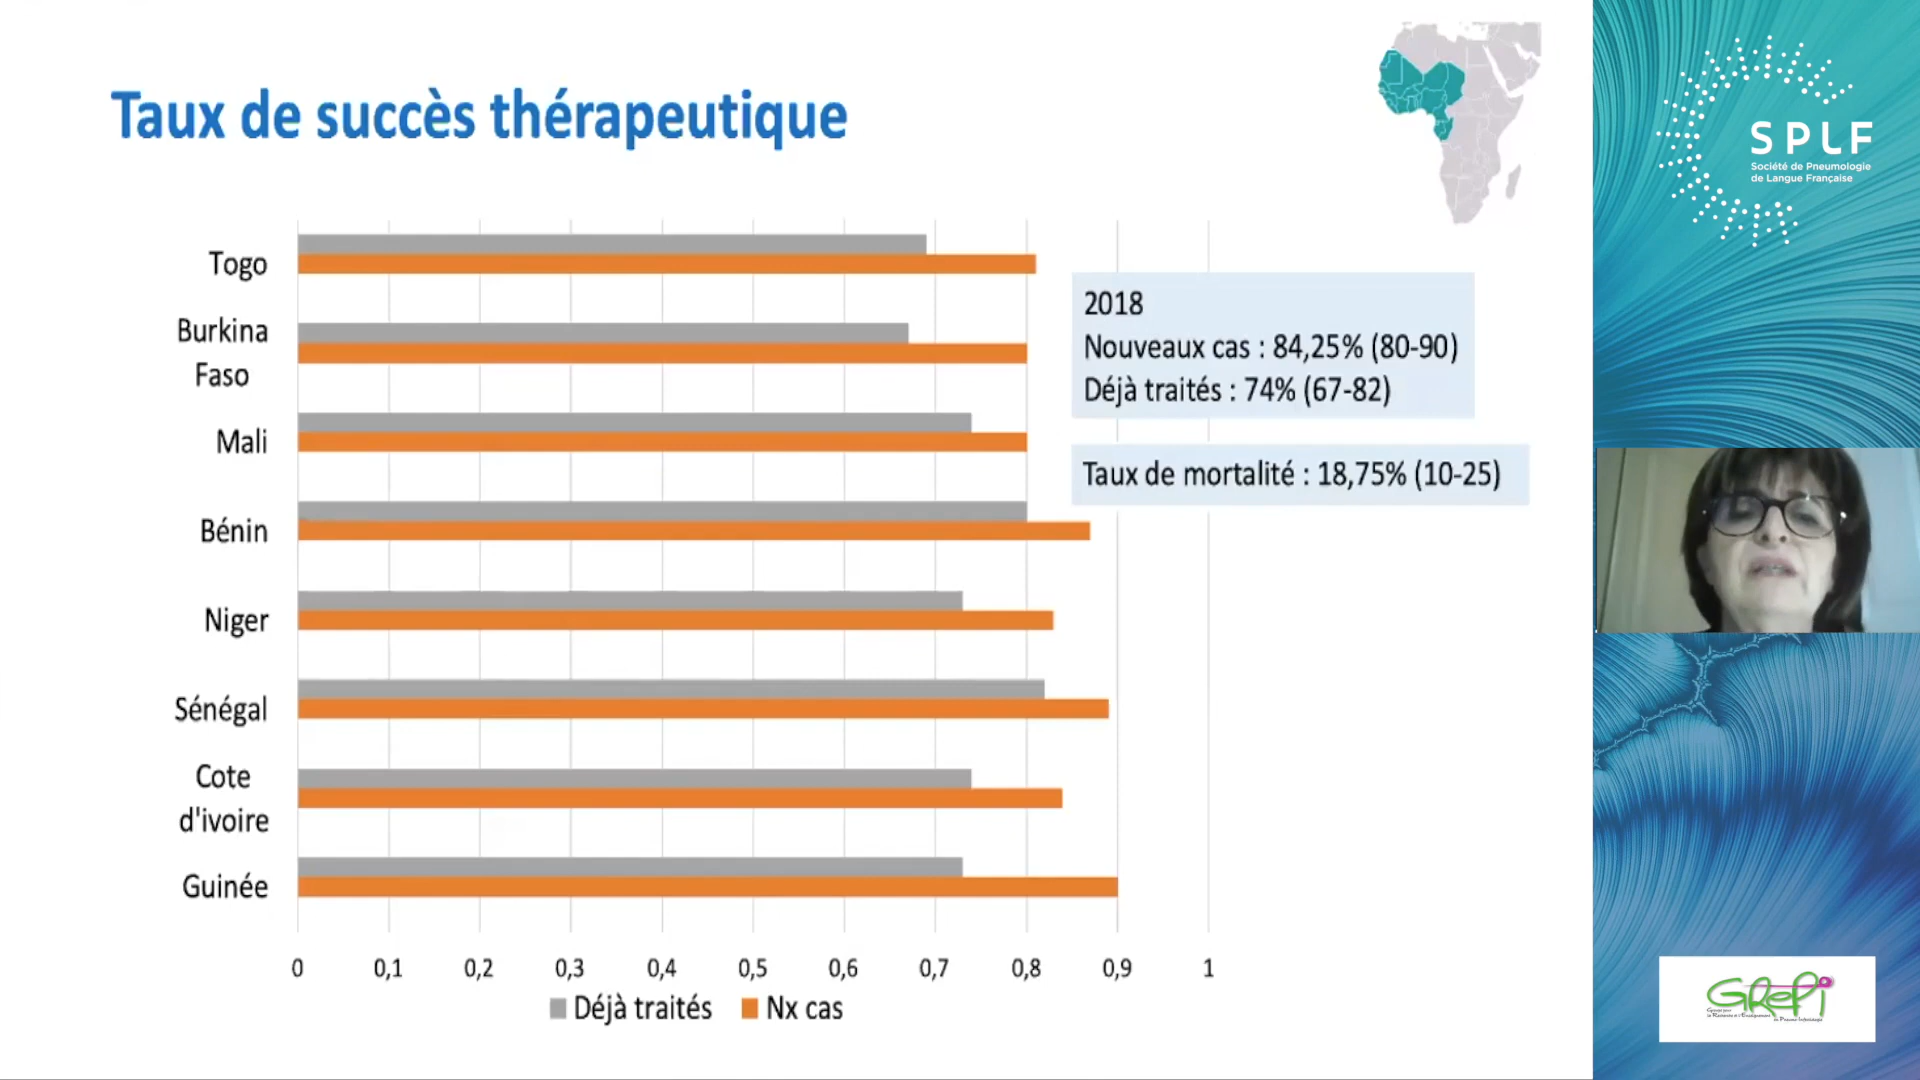 Taux de succès thérapeutique
SPLF
Société de Pneumologie
de Langue Française
Togo
Burkina
Faso
Mali
Bénin
Niger
Sénégal
Cote
d'ivoire
Guinée
2018
Nouveaux cas : 84,25% (80-90)
Déjà traités : 74% (67-82)
Taux de mortalité : 18,75% (10-25)
0 0,1 0,2 0,3 0,4 0,5 0,6 0,7 0,8 0,9 1
Déjà traités Nx cas
GREPI